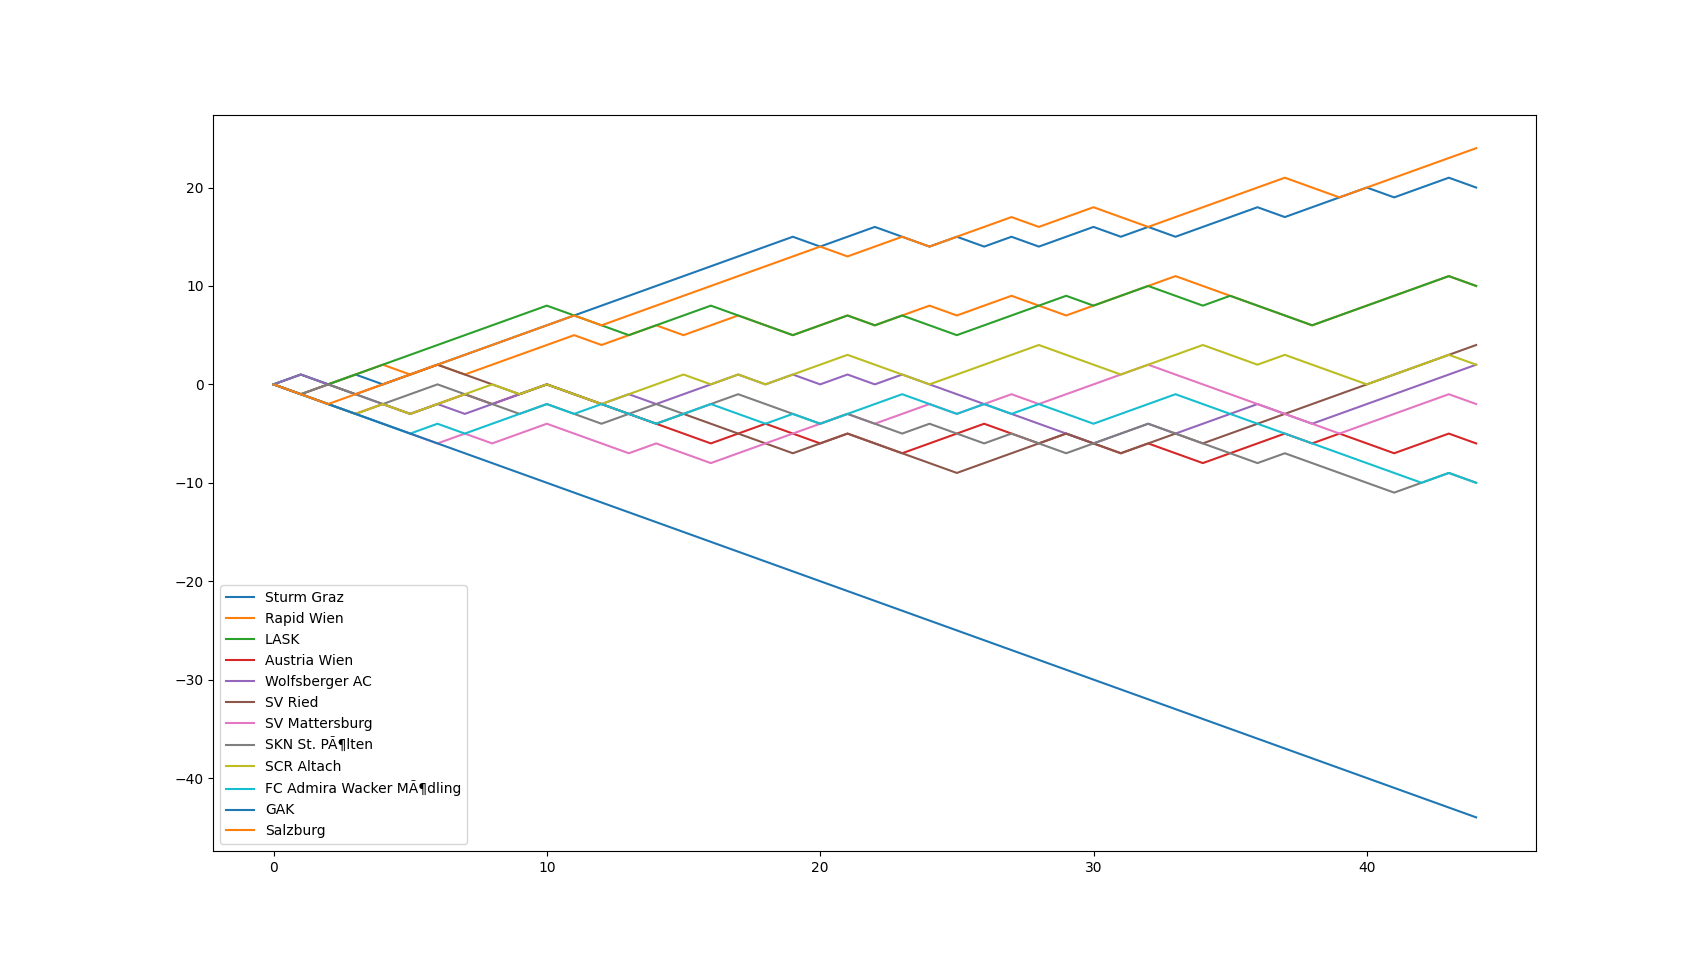 20
10
0
−10
−20
−30
−40
Sturm Graz
Rapid Wien
LASK
Austria Wien
Wolfsberger AC
SV Ried
SV Mattersburg
SKN St. PÃ¶lten
SCR Altach
FC Admira Wacker MÃ¶dling
GAK
Salzburg
0 10 20 30 40